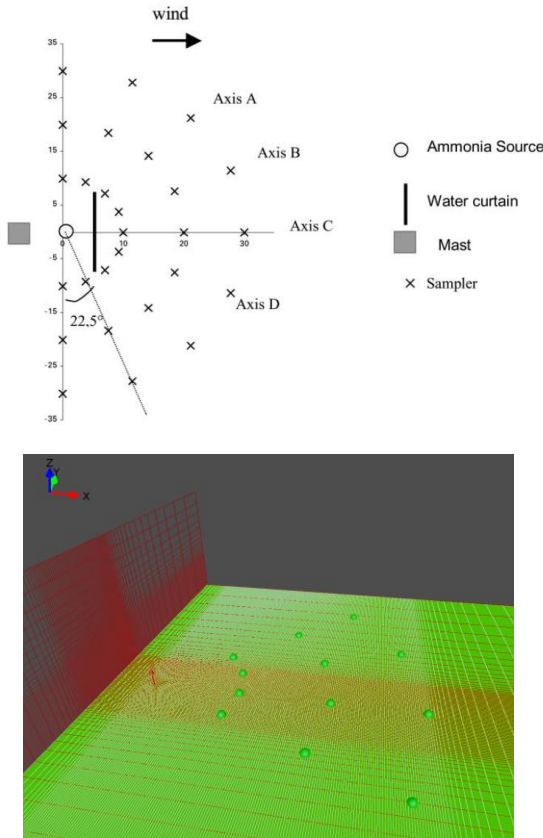 wind
35
Axis A
25
Axis B
15
5
Axis C
0
10
20
30
-5
Axis D
22,5°
-15
-25
-35
Ammonia Source
Water curtain
Mast
Sampler
Z
Y
X